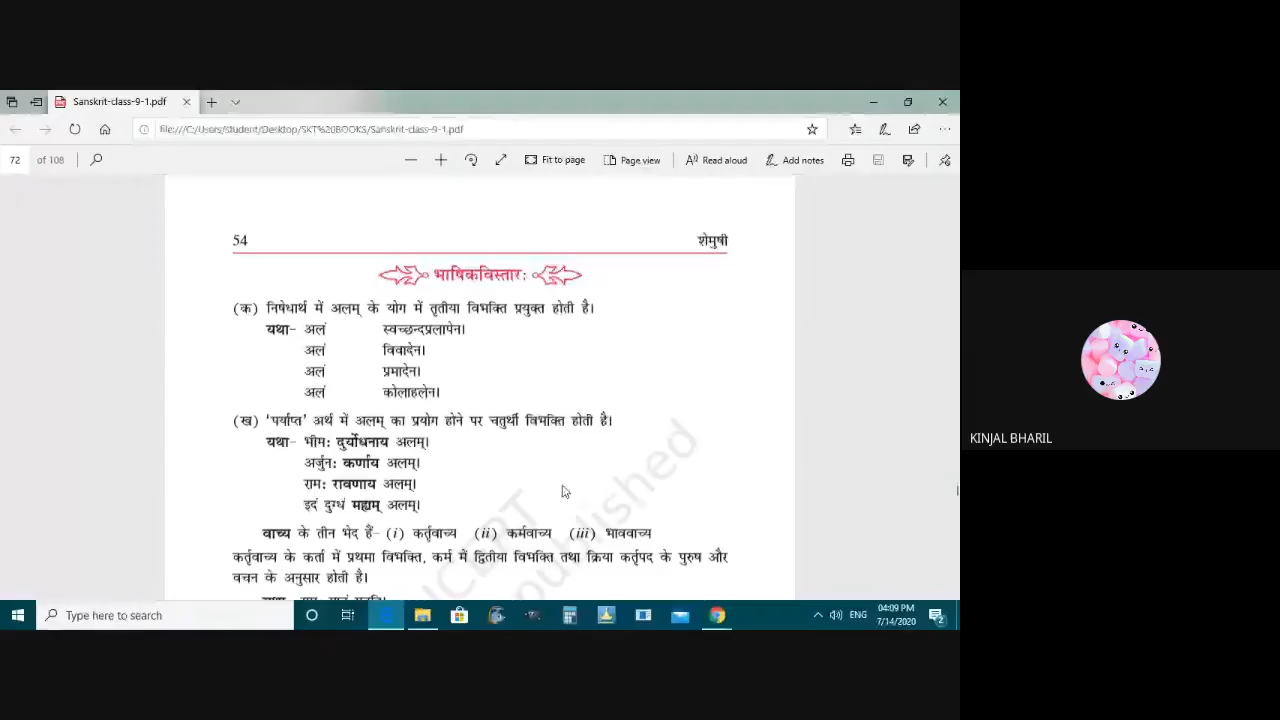 Sanskrit-class-9-1.pdf
file:///C:/Users/Student/Desktop/SKT%20BOOKS/Sanskrit-class-9-1.pdf
72 of 108 Fit to page Page view Read aloud Add notes
54 शेमुषी
भाषिकविस्तारः
(क) निषेधार्थ में अलम् के योग में तृतीया विभक्ति प्रयुक्त होती है।
यथा- अलं स्वच्छन्दप्रलापेन।
अलं विवादेन।
अलं प्रमादेन।
अलं कोलाहलेन।
(ख) 'पर्याप्त' अर्थ में अलम् का प्रयोग होने पर चतुर्थी विभक्ति होती है।
यथा- भीमः दुर्योधनाय अलम्।
अर्जुनः कर्णाय अलम्।
रामः रावणाय अलम्।
इदं दुग्धं मह्यम् अलम्।
वाच्य के तीन भेद हैं- (i) कर्तृवाच्य (ii) कर्मवाच्य (iii) भाववाच्य
कर्तृवाच्य के कर्ता में प्रथमा विभक्ति, कर्म में द्वितीया विभक्ति तथा क्रिया कर्तृपद के पुरुष और
वचन के अनुसार होती है।
published
KINJAL BHARIL
Type here to search
ENG
04:09 PM
7/14/2020
2